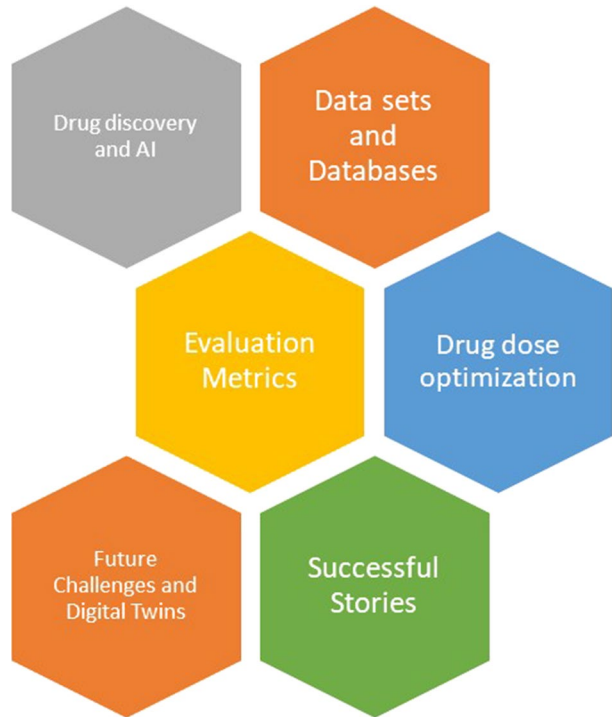 Drug discovery
and AI
Data sets
and
Databases
Evaluation
Metrics
Drug dose
optimization
Future
Challenges and
Digital Twins
Successful
Stories